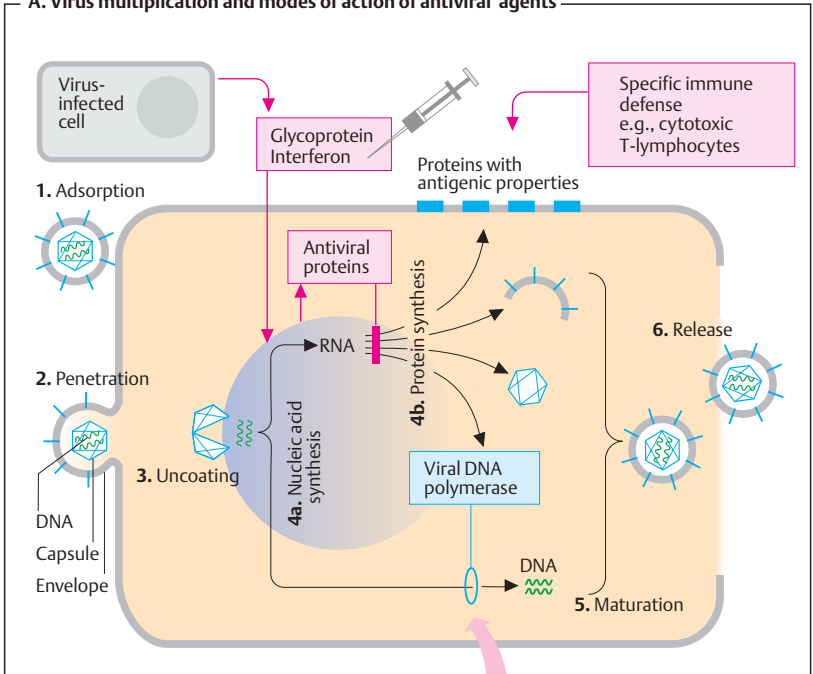 A. Virus multiplication and modes of action of antiviral agents
Virus-
infected
cell
Glycoprotein
Interferon
Specific immune
defense
e.g., cytotoxic
T-lymphocytes
Proteins with
antigenic properties
1. Adsorption
Antiviral
proteins
RNA
4b. Protein synthesis
6. Release
2. Penetration
3. Uncoating
4a. Nucleic acid
synthesis
Viral DNA
polymerase
DNA
Capsule
Envelope
DNA
5. Maturation